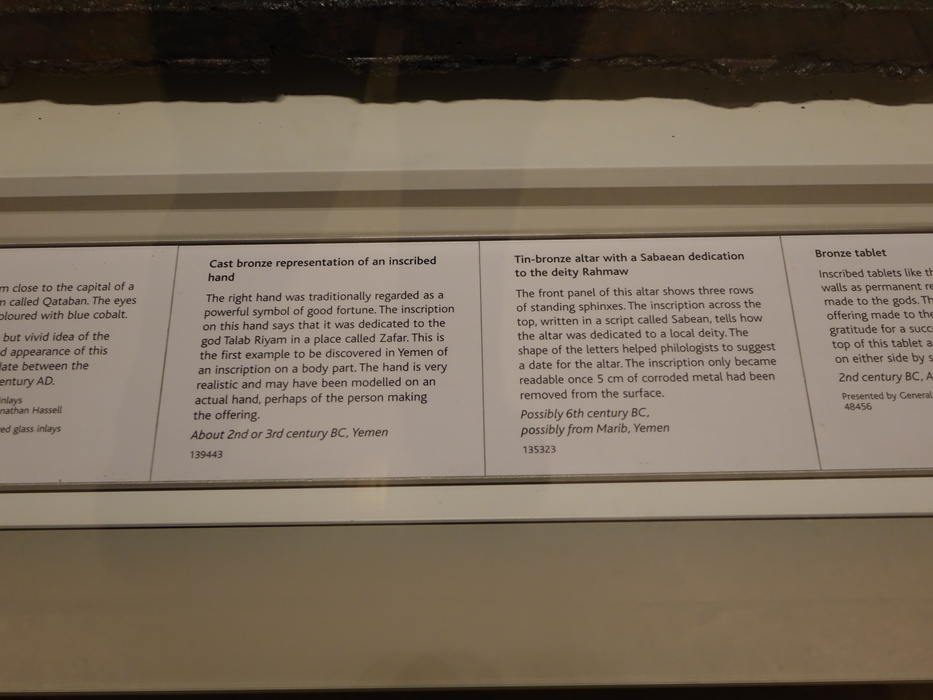 m close to the capital of a
n called Qataban. The eyes
oloured with blue cobalt.
but vivid idea of the
d appearance of this
late between the
entury AD.
inlays
nathan Hassell
ed glass inlays
Cast bronze representation of an inscribed
hand
The right hand was traditionally regarded as a
powerful symbol of good fortune. The inscription
on this hand says that it was dedicated to the
god Talab Riyam in a place called Zafar. This is
the first example to be discovered in Yemen of
an inscription on a body part. The hand is very
realistic and may have been modelled on an
actual hand, perhaps of the person making
the offering.
About 2nd or 3rd century BC, Yemen
139443
Tin-bronze altar with a Sabaean dedication
to the deity Rahmaw
The front panel of this altar shows three rows
of standing sphinxes. The inscription across the
top, written in a script called Sabean, tells how
the altar was dedicated to a local deity. The
shape of the letters helped philologists to suggest
a date for the altar. The inscription only became
readable once 5 cm of corroded metal had been
removed from the surface.
Possibly 6th century BC,
possibly from Marib, Yemen
135323
Bronze tablet
Inscribed tablets like th
walls as permanent re
made to the gods. Th
offering made to the
gratitude for a succ
top of this tablet a
on either side by s
2nd century BC, A
Presented by General
48456